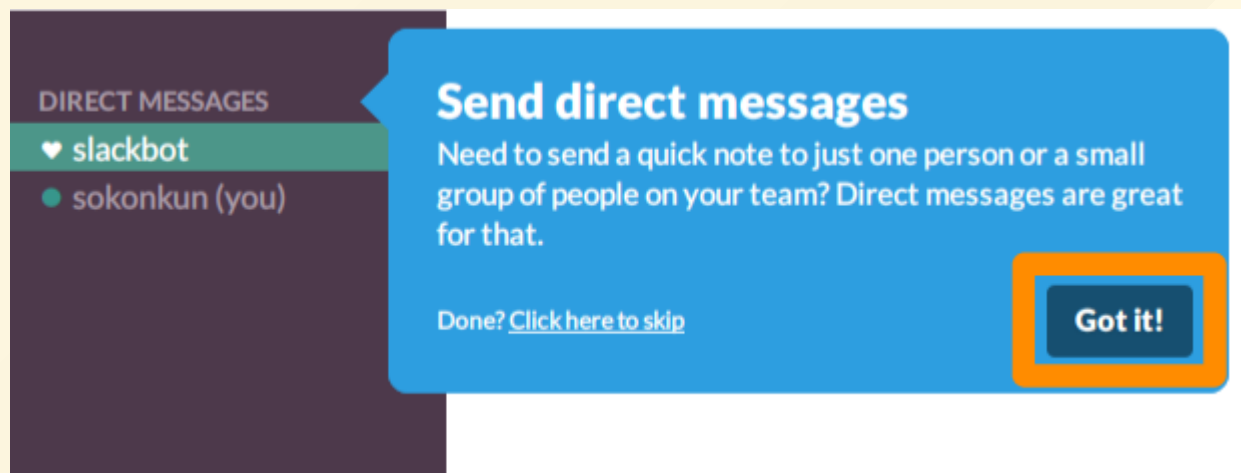 DIRECT MESSAGES
slackbot
sokonkun (you)
Send direct messages
Need to send a quick note to just one person or a small
group of people on your team? Direct messages are great
for that.
Done? Click here to skip
Got it!